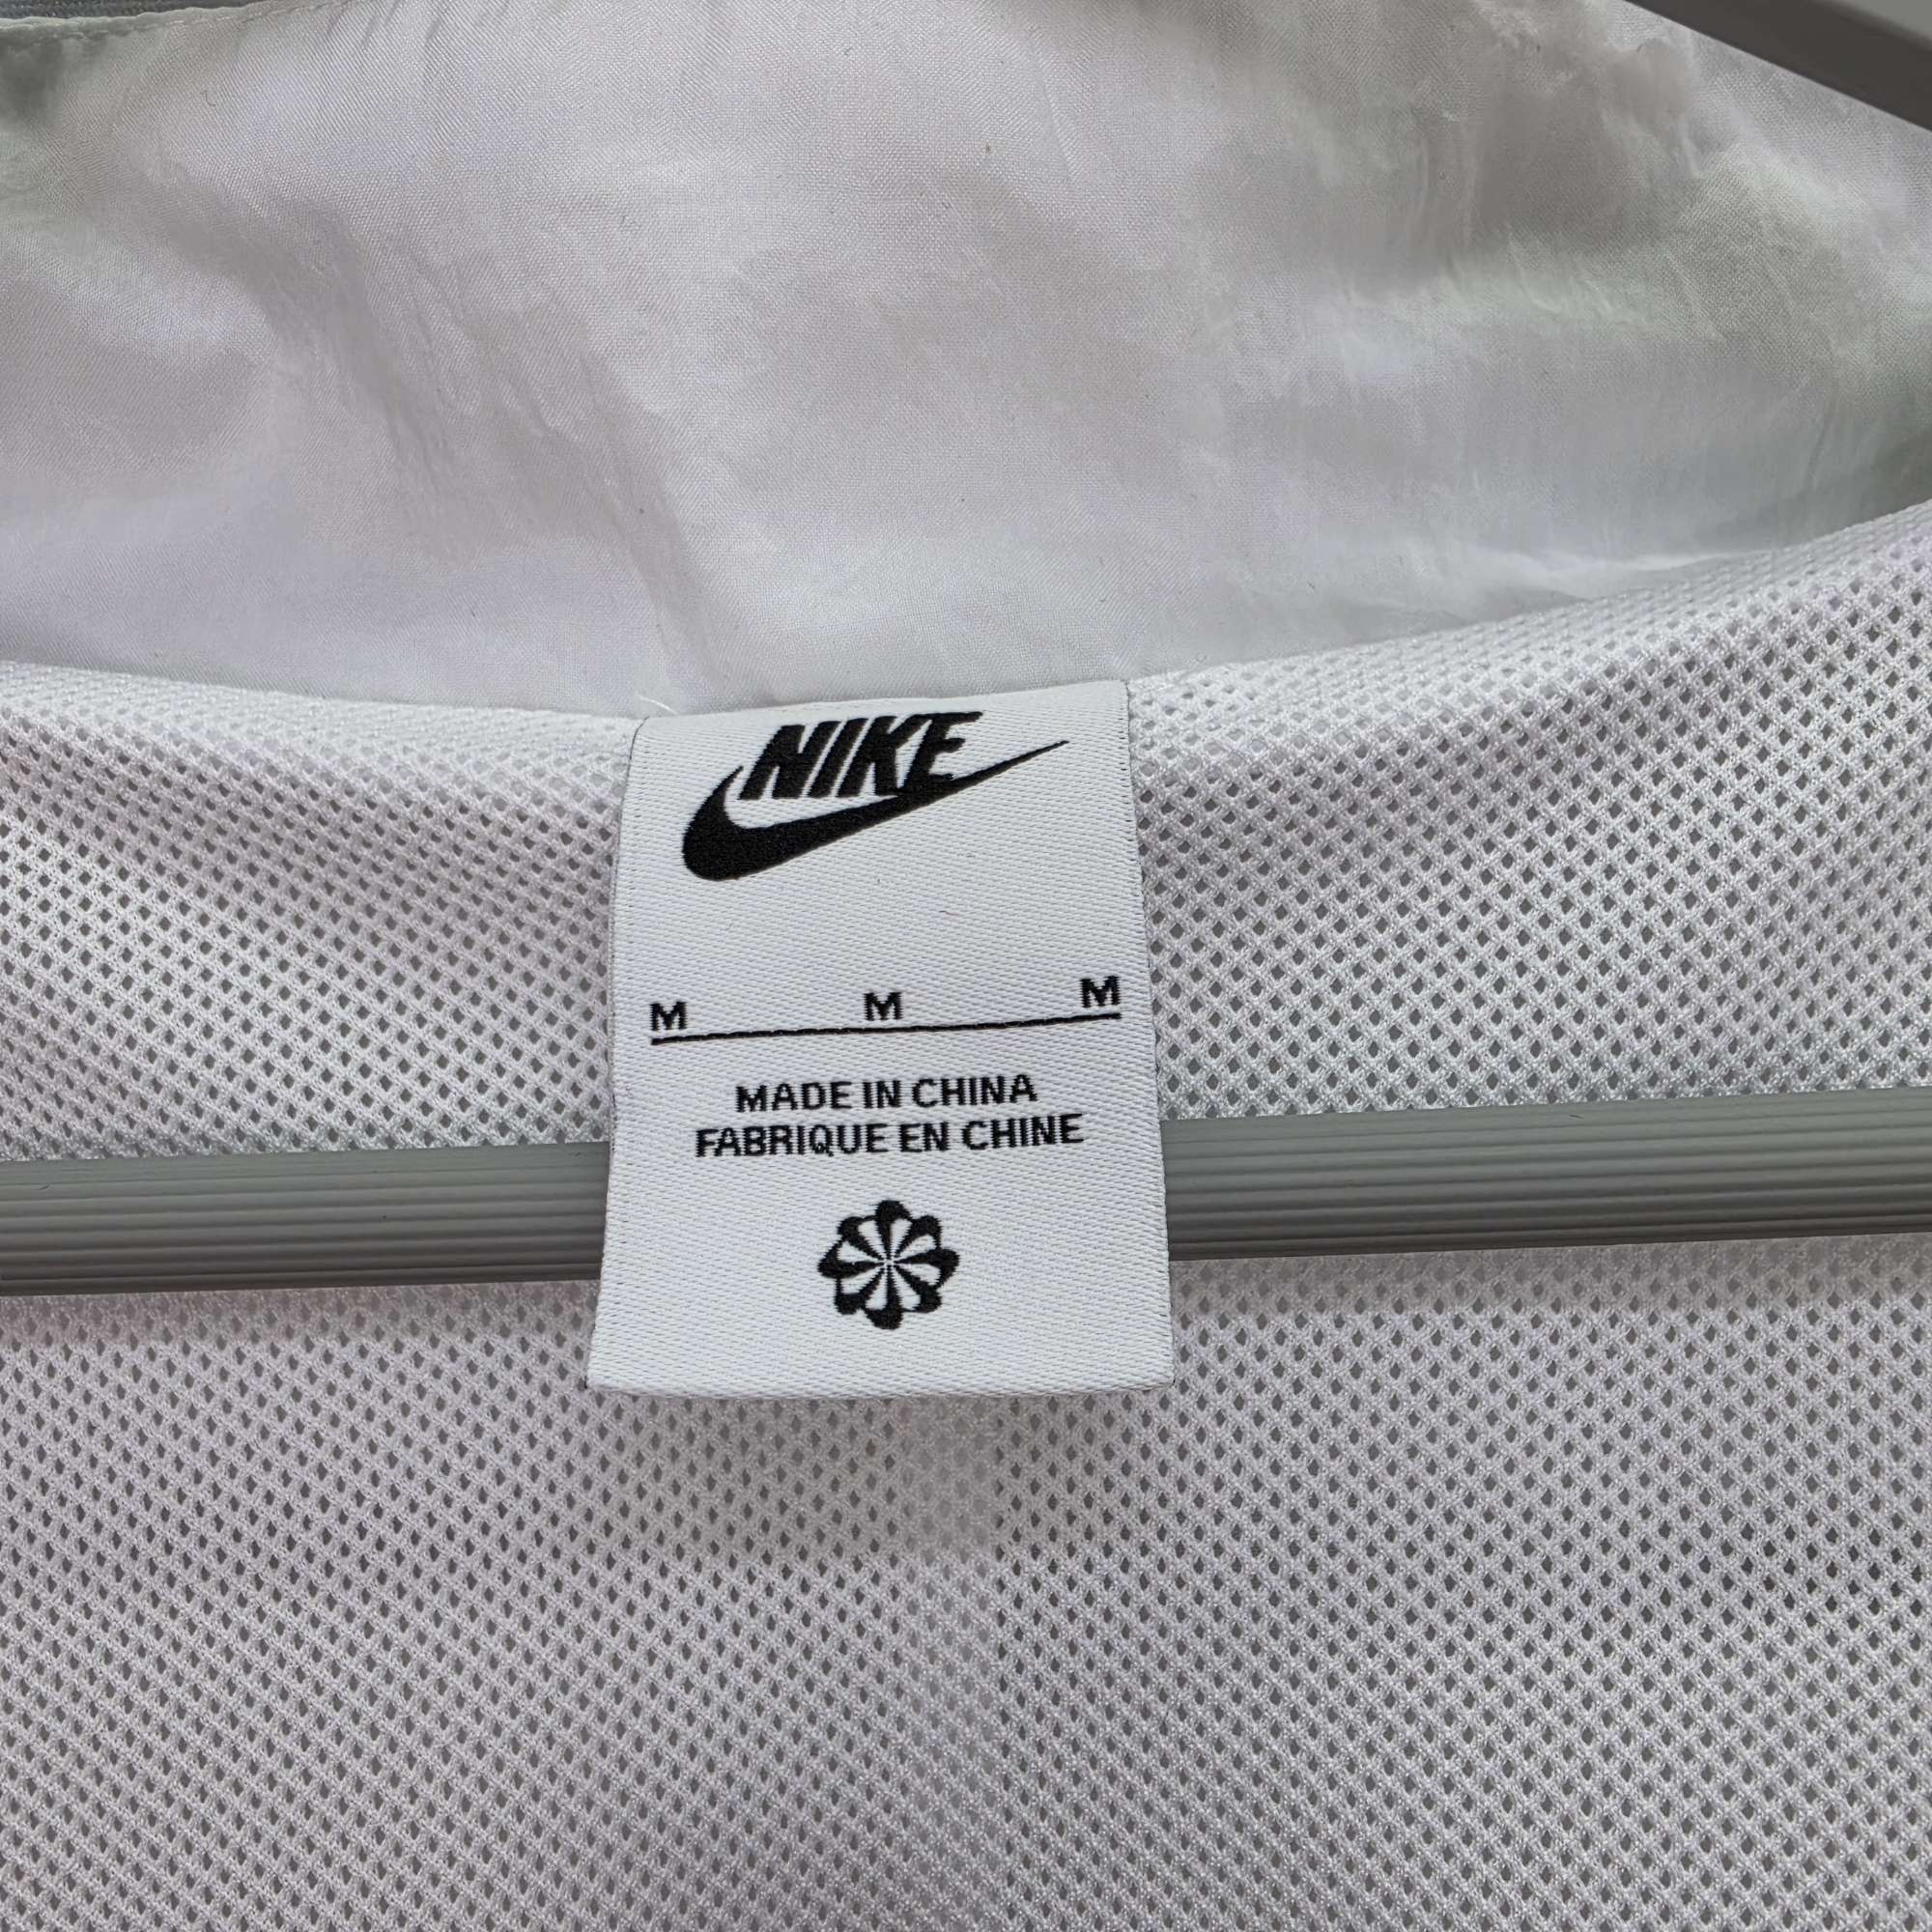 NIKE
M M M
MADE IN CHINA
FABRIQUE EN CHINE